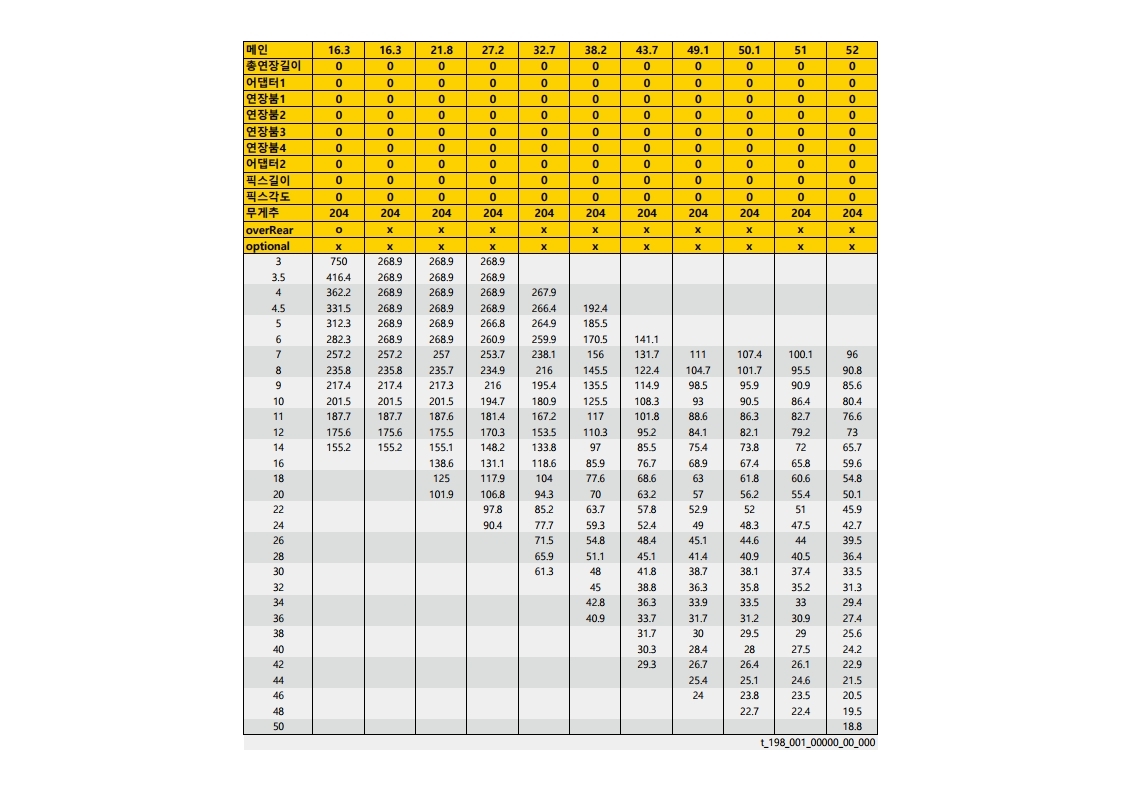 메인 16.3 16.3 21.8 27.2 32.7 38.2 43.7 49.1 50.1 51 52
총연장길이 0 0 0 0 0 0 0 0 0 0 0
어댑터1 0 0 0 0 0 0 0 0 0 0 0
연장붐1 0 0 0 0 0 0 0 0 0 0 0
연장붐2 0 0 0 0 0 0 0 0 0 0 0
연장붐3 0 0 0 0 0 0 0 0 0 0 0
연장붐4 0 0 0 0 0 0 0 0 0 0 0
어댑터2 0 0 0 0 0 0 0 0 0 0 0
픽스길이 0 0 0 0 0 0 0 0 0 0 0
픽스각도 0 0 0 0 0 0 0 0 0 0 0
무게추 204 204 204 204 204 204 204 204 204 204 204
overRear o x x x x x x x x x x
optional x x x x x x x x x x x
3 750 268.9 268.9 268.9
3.5 416.4 268.9 268.9 268.9
4 362.2 268.9 268.9 268.9 267.9
4.5 331.5 268.9 268.9 268.9 266.4 192.4
5 312.3 268.9 268.9 266.8 264.9 185.5
6 282.3 268.9 268.9 260.9 259.9 170.5 141.1
7 257.2 257.2 257 253.7 238.1 156 131.7 111 107.4 100.1 96
8 235.8 235.8 235.7 234.9 216 145.5 122.4 104.7 101.7 95.5 90.8
9 217.4 217.4 217.3 216 195.4 135.5 114.9 98.5 95.9 90.9 85.6
10 201.5 201.5 201.5 194.7 180.9 125.5 108.3 93 90.5 86.4 80.4
11 187.7 187.7 187.6 181.4 167.2 117 101.8 88.6 86.3 82.7 76.6
12 175.6 175.6 175.5 170.3 153.5 110.3 95.2 84.1 82.1 79.2 73
14 155.2 155.2 155.1 148.2 133.8 97 85.5 75.4 73.8 72 65.7
16 138.6 131.1 118.6 85.9 76.7 68.9 67.4 65.8 59.6
18 125 117.9 104 77.6 68.6 63 61.8 60.6 54.8
20 101.9 106.8 94.3 70 63.2 57 56.2 55.4 50.1
22 97.8 85.2 63.7 57.8 52.9 52 51 45.9
24 90.4 77.7 59.3 52.4 49 48.3 47.5 42.7
26 71.5 54.8 48.4 45.1 44.6 44 39.5
28 65.9 51.1 45.1 41.4 40.9 40.5 36.4
30 61.3 48 41.8 38.7 38.1 37.4 33.5
32 45 38.8 36.3 35.8 35.2 31.3
34 42.8 36.3 33.9 33.5 33 29.4
36 40.9 33.7 31.7 31.2 30.9 27.4
38 31.7 30 29.5 29 25.6
40 30.3 28.4 28 27.5 24.2
42 29.3 26.7 26.4 26.1 22.9
44 25.4 25.1 24.6 21.5
46 24 23.8 23.5 20.5
48 22.7 22.4 19.5
50 18.8
t_198_001_00000_00_000